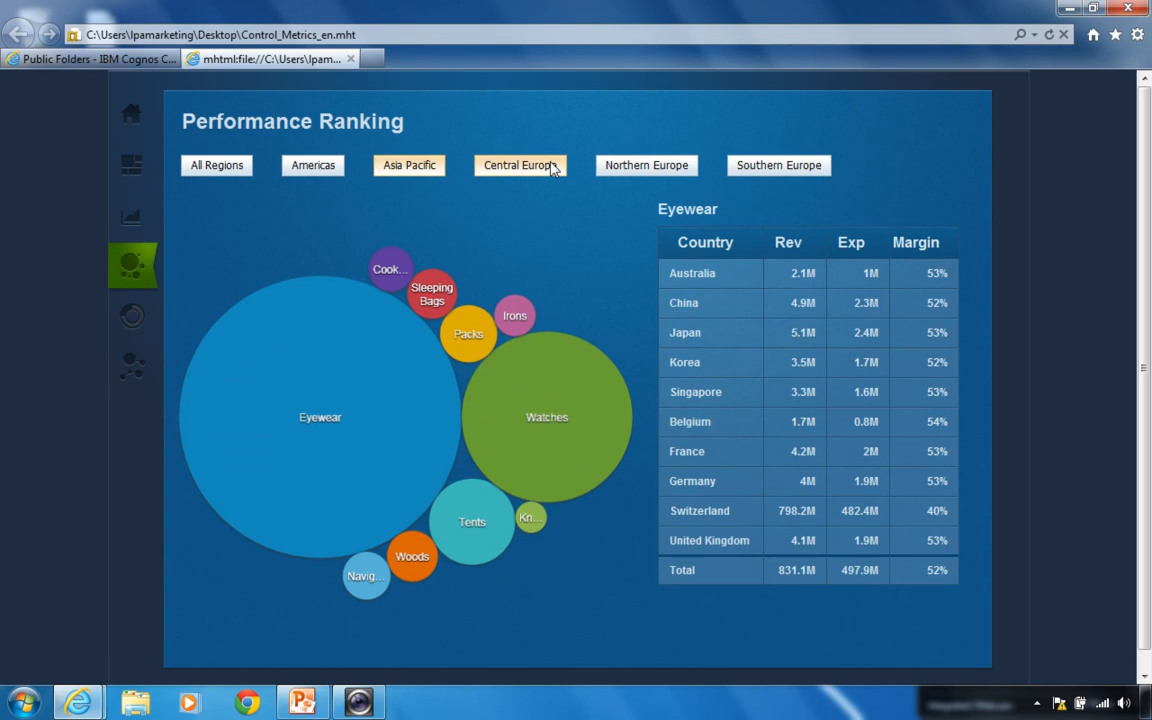 C:\Users\lpamarketing\Desktop\Control_Metrics_en.mht
Public Folders - IBM Cognos C...
mhtml:file://C:\Users\lpam...
Performance Ranking
All Regions
Americas
Asia Pacific
Central Europe
Northern Europe
Southern Europe
Cook...
Sleeping
Bags
Packs
Irons
Eyewear
Watches
Tents
Kn...
Woods
Navig...
Eyewear
Country Rev Exp Margin
Australia 2.1M 1M 53%
China 4.9M 2.3M 52%
Japan 5.1M 2.4M 53%
Korea 3.5M 1.7M 52%
Singapore 3.3M 1.6M 53%
Belgium 1.7M 0.8M 54%
France 4.2M 2M 53%
Germany 4M 1.9M 53%
Switzerland 798.2M 482.4M 40%
United Kingdom 4.1M 1.9M 53%
Total 831.1M 497.9M 52%